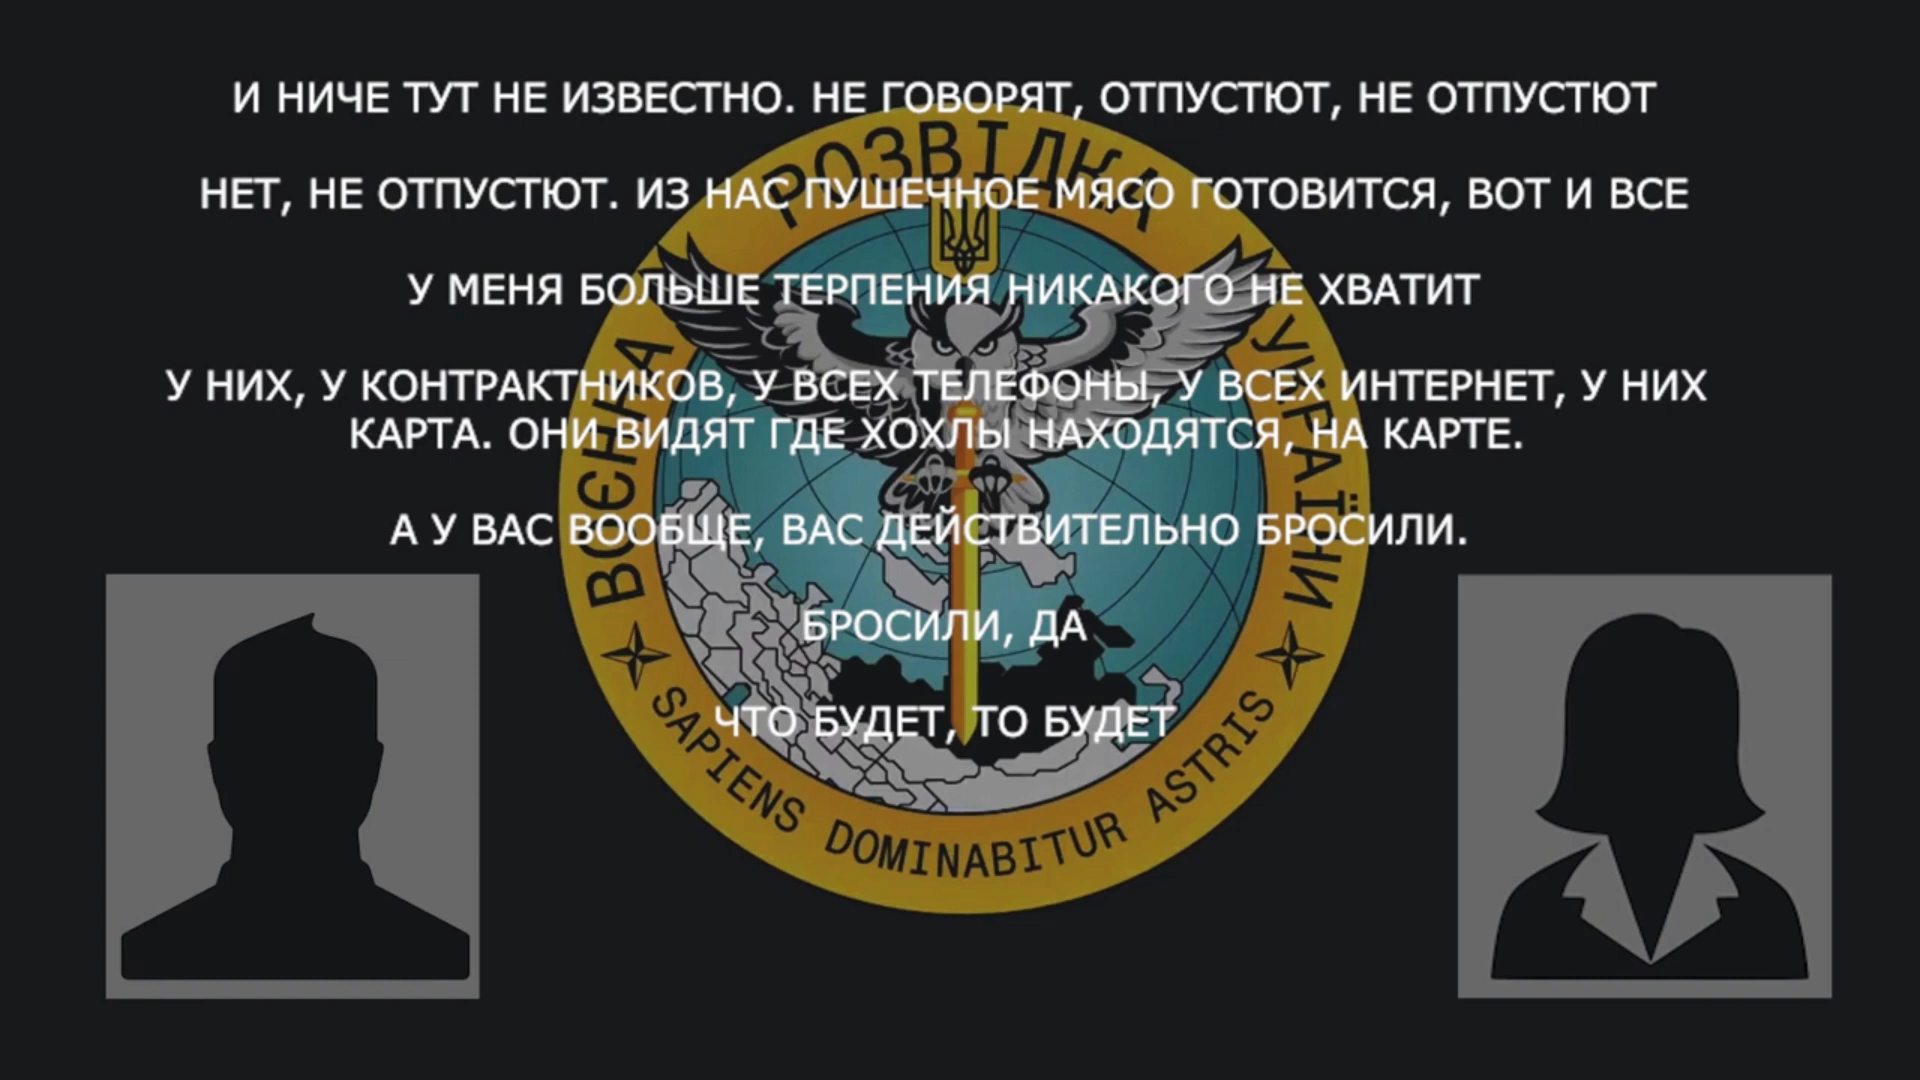 И НИЧЕ ТУТ НЕ ИЗВЕСТНО. НЕ ГОВОРЯТ, ОТПУСТЮТ, НЕ ОТПУСТЮТ
НЕТ, НЕ ОТПУСТЮТ. ИЗ НАС ПУШЕЧНОЕ МЯСО ГОТОВИТСЯ, ВОТ И ВСЕ
У МЕНЯ БОЛЬШЕ ТЕРПЕНИЯ НИКАКОГО НЕ ХВАТИТ
У НИХ, У КОНТРАКТНИКОВ, У ВСЕХ ТЕЛЕФОНЫ, У ВСЕХ ИНТЕРНЕТ, У НИХ
КАРТА. ОНИ ВИДЯТ ГДЕ ХОХЛЫ НАХОДЯТСЯ, НА КАРТЕ.
А У ВАС ВООБЩЕ, ВАС ДЕЙСТВИТЕЛЬНО БРОСИЛИ.
БРОСИЛИ, ДА
ЧТО БУДЕТ, ТО БУДЕТ
ВОЄННА РОЗВІДКА УКРАЇНИ
SAPIENS DOMINABITUR ASTRIS